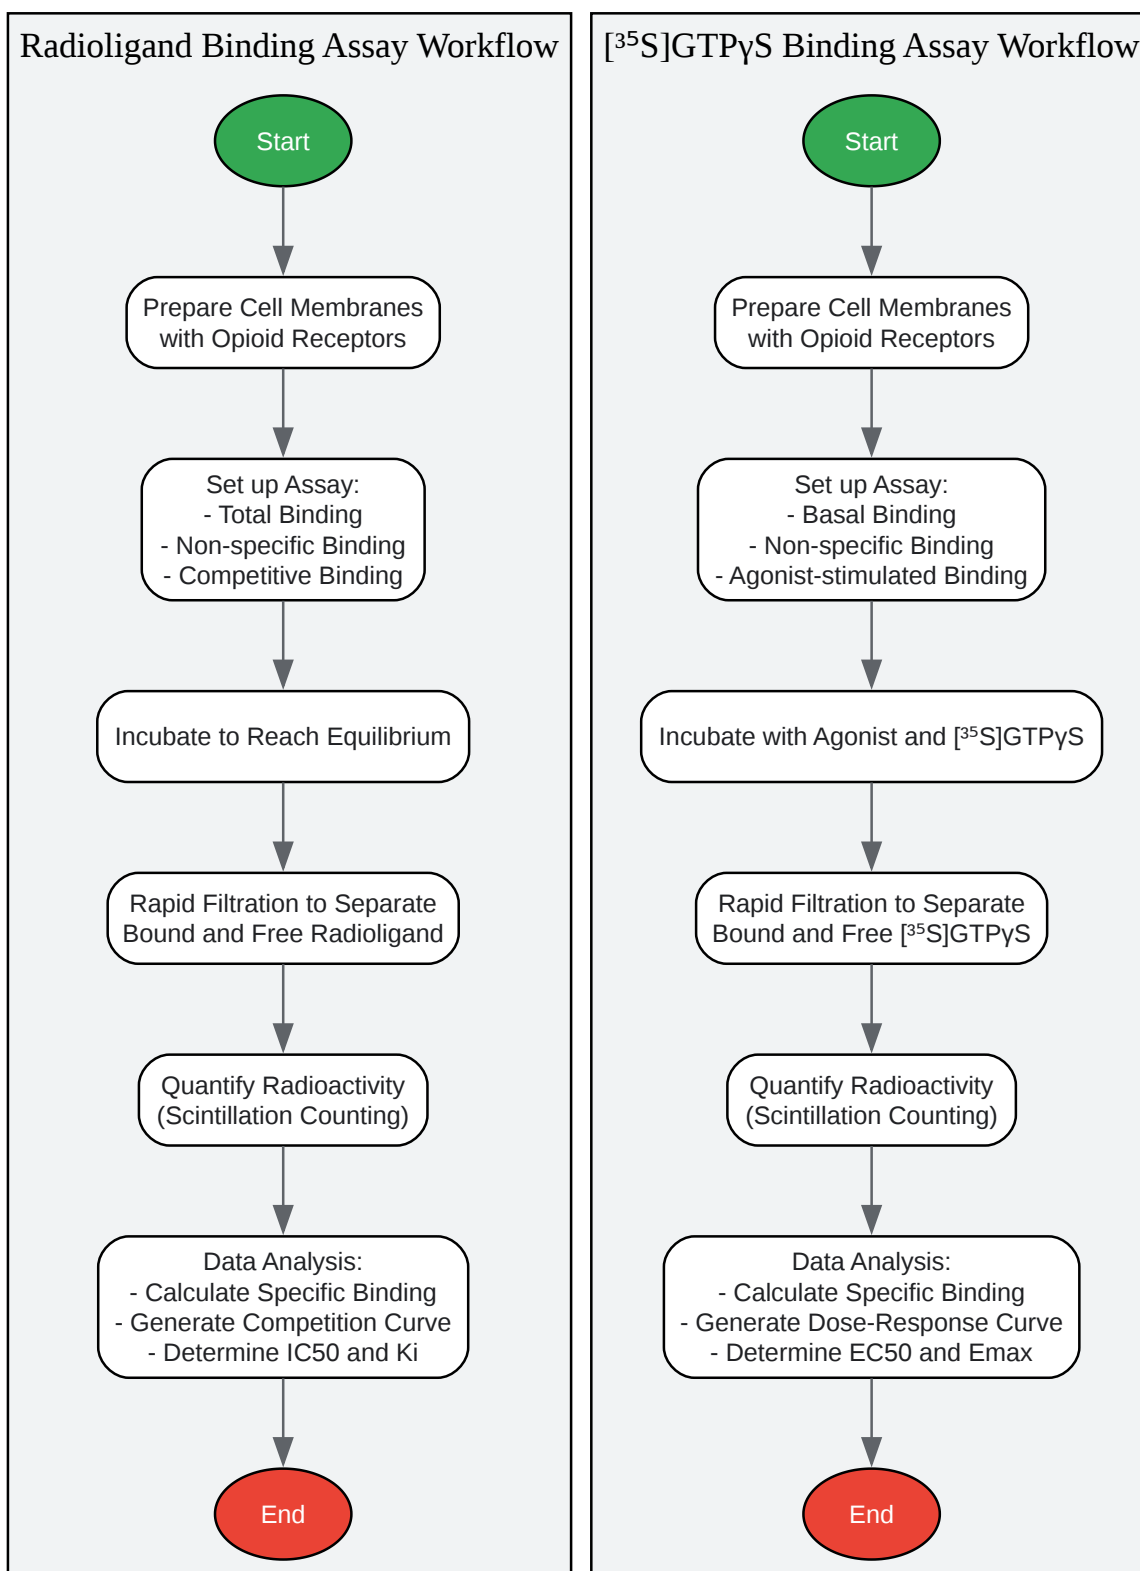 Radioligand Binding Assay Workflow
Start
Prepare Cell Membranes
with Opioid Receptors
Set up Assay:
- Total Binding
- Non-specific Binding
- Competitive Binding
Incubate to Reach Equilibrium
Rapid Filtration to Separate
Bound and Free Radioligand
Quantify Radioactivity
(Scintillation Counting)
Data Analysis:
- Calculate Specific Binding
- Generate Competition Curve
- Determine IC50 and Ki
End
[³⁵S]GTPγS Binding Assay Workflow
Start
Prepare Cell Membranes
with Opioid Receptors
Set up Assay:
- Basal Binding
- Non-specific Binding
- Agonist-stimulated Binding
Incubate with Agonist and [³⁵S]GTPγS
Rapid Filtration to Separate
Bound and Free [³⁵S]GTPγS
Quantify Radioactivity
(Scintillation Counting)
Data Analysis:
- Calculate Specific Binding
- Generate Dose-Response Curve
- Determine EC50 and Emax
End